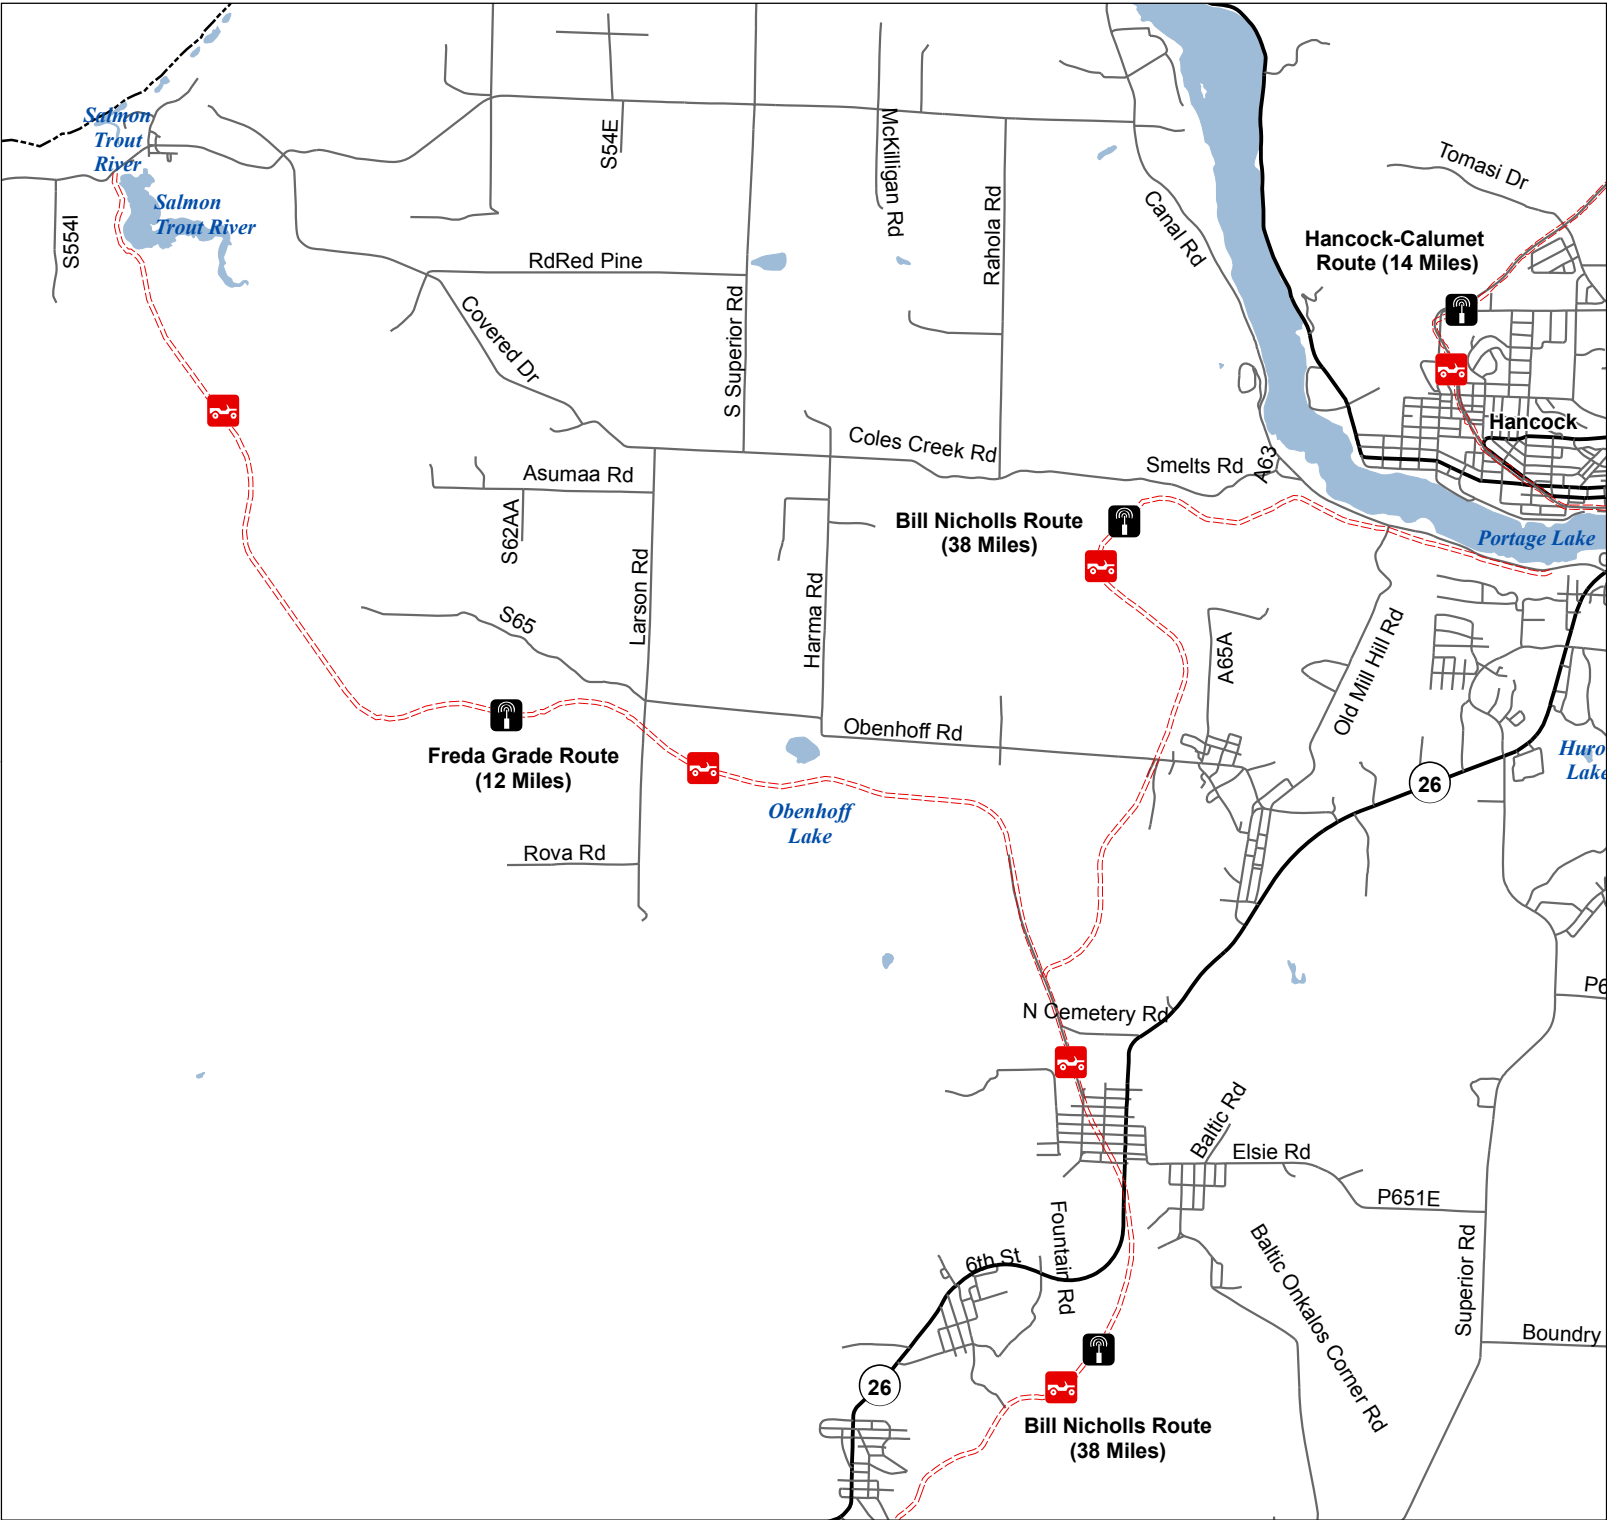 Salmon
Trout
River
Salmon
Trout River
S554I
S54E
McKilligan Rd
Rahola Rd
Canal Rd
Tomasi Dr
Hancock-Calumet
Route (14 Miles)
RdRed Pine
Covered Dr
S Superior Rd
Hancock
Coles Creek Rd
Smelts Rd
A63
Asumaa Rd
S62AA
Bill Nicholls Route
(38 Miles)
Portage Lake
Larson Rd
Harma Rd
S65
A65A
Old Mill Hill Rd
Obenhoff Rd
Freda Grade Route
(12 Miles)
Huro
Lake
26
Obenhoff
Lake
Rova Rd
P6
N Cemetery Rd
Baltic Rd
Elsie Rd
P651E
Fountain Rd
6th St
Baltic Onkalos Corner Rd
Superior Rd
Boundry
26
Bill Nicholls Route
(38 Miles)